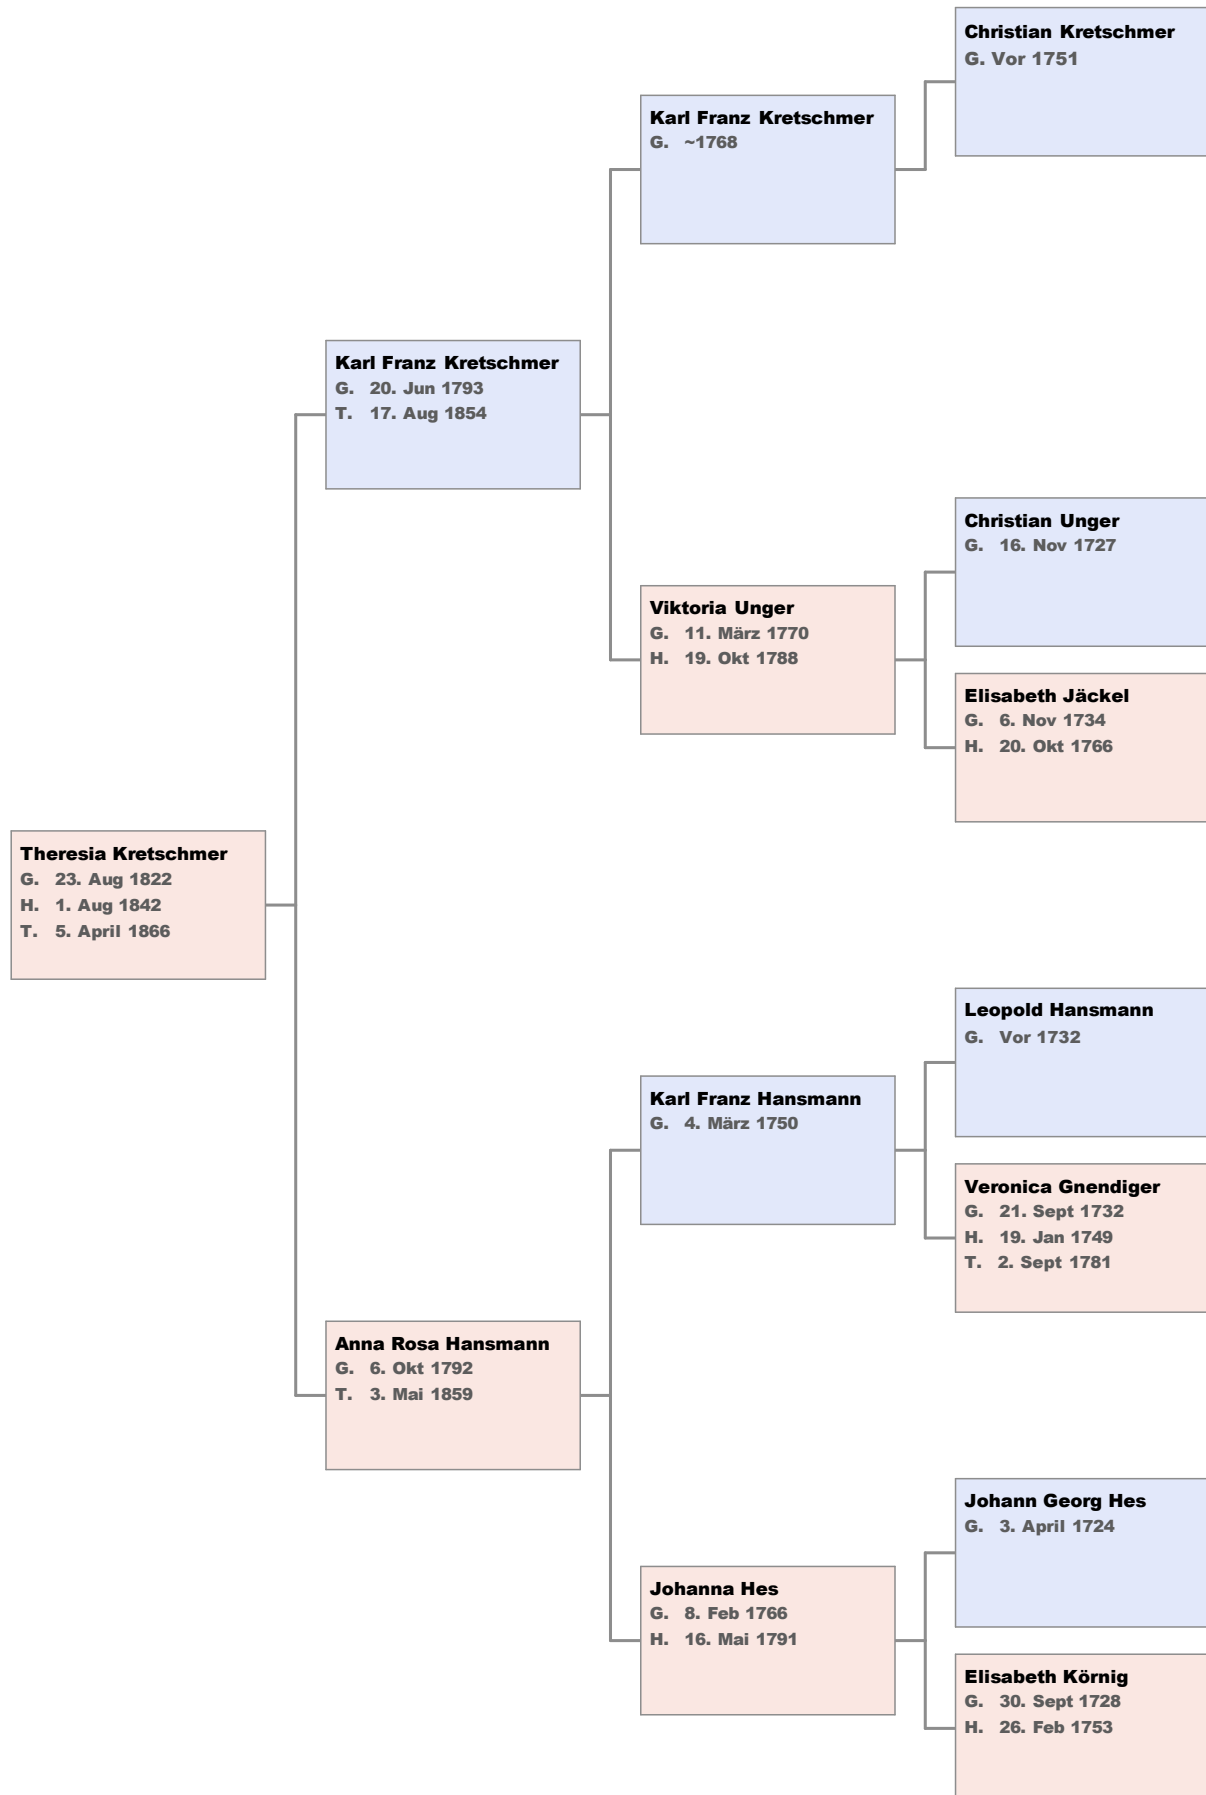 Christian Kretschmer
G. Vor 1751
Karl Franz Kretschmer
G. ~1768
Karl Franz Kretschmer
G. 20. Jun 1793
T. 17. Aug 1854
Christian Unger
G. 16. Nov 1727
Viktoria Unger
G. 11. März 1770
H. 19. Okt 1788
Elisabeth Jäckel
G. 6. Nov 1734
H. 20. Okt 1766
Theresia Kretschmer
G. 23. Aug 1822
H. 1. Aug 1842
T. 5. April 1866
Leopold Hansmann
G. Vor 1732
Karl Franz Hansmann
G. 4. März 1750
Veronica Gnendiger
G. 21. Sept 1732
H. 19. Jan 1749
T. 2. Sept 1781
Anna Rosa Hansmann
G. 6. Okt 1792
T. 3. Mai 1859
Johann Georg Hes
G. 3. April 1724
Johanna Hes
G. 8. Feb 1766
H. 16. Mai 1791
Elisabeth Körnig
G. 30. Sept 1728
H. 26. Feb 1753